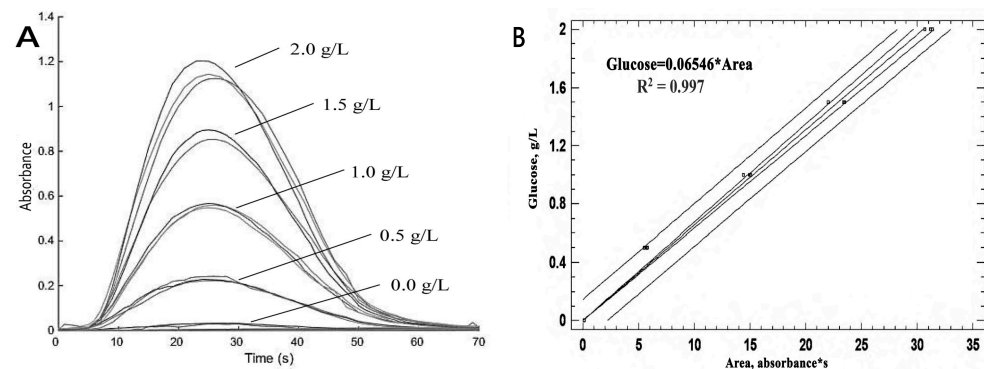 A
1.4
1.2
1
0.8
0.6
0.4
0.2
0
Absorbance
2.0 g/L
1.5 g/L
1.0 g/L
0.5 g/L
0.0 g/L
0 10 20 30 40 50 60 70
Time (s)
B
2
1.6
1.2
0.8
0.4
0
Glucose, g/L
Glucose=0.06546*Area
R² = 0.997
0 5 10 15 20 25 30 35
Area, absorbance*s